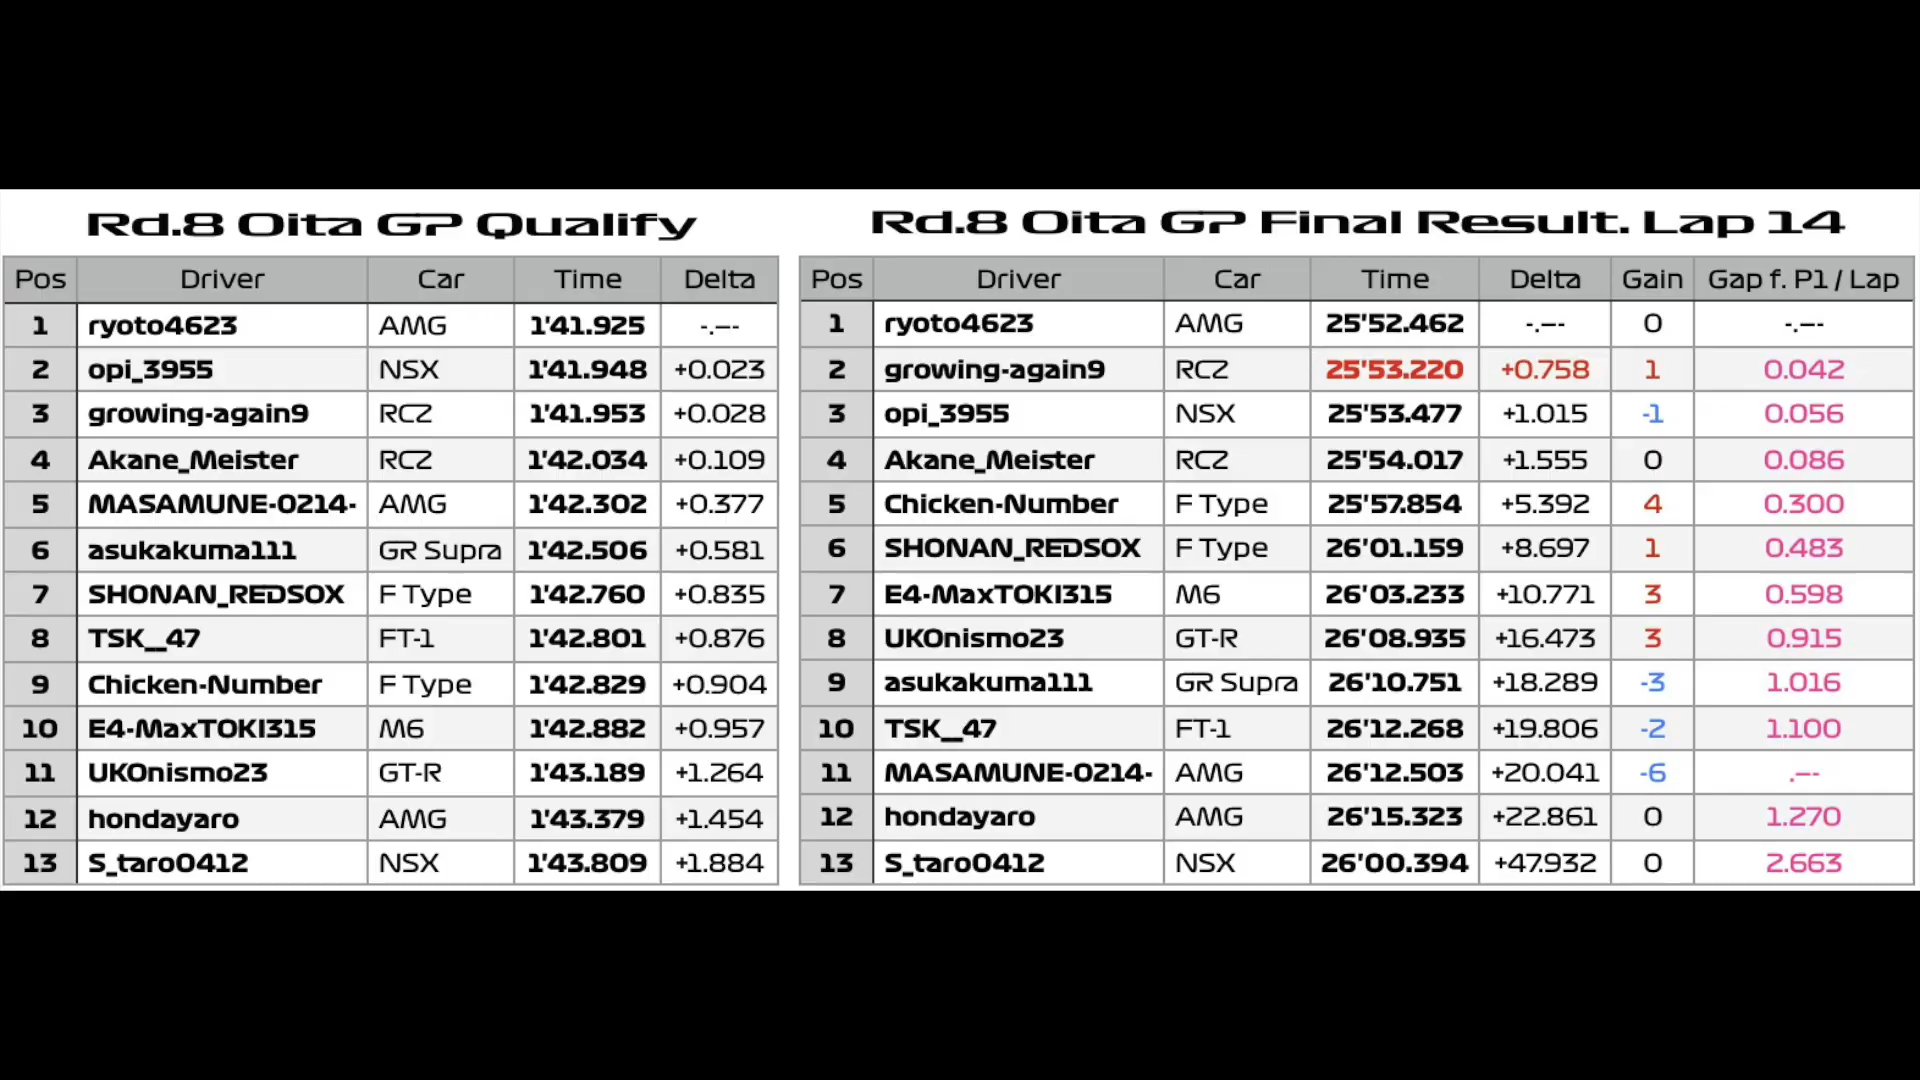 Rd.8 Oita GP Qualify
Pos Driver Car Time Delta
1 ryoto4623 AMG 1'41.925 -.---
2 opi_3955 NSX 1'41.948 +0.023
3 growing-again9 RCZ 1'41.953 +0.028
4 Akane_Meister RCZ 1'42.034 +0.109
5 MASAMUNE-0214- AMG 1'42.302 +0.377
6 asukakuma111 GR Supra 1'42.506 +0.581
7 SHONAN_REDSOX F Type 1'42.760 +0.835
8 TSK__47 FT-1 1'42.801 +0.876
9 Chicken-Number F Type 1'42.829 +0.904
10 E4-MaxTOKI315 M6 1'42.882 +0.957
11 UKOnismo23 GT-R 1'43.189 +1.264
12 hondayaro AMG 1'43.379 +1.454
13 S_taro0412 NSX 1'43.809 +1.884
Rd.8 Oita GP Final Result. Lap 14
Pos Driver Car Time Delta Gain Gap f. P1 / Lap
1 ryoto4623 AMG 25'52.462 -.--- 0 -.---
2 growing-again9 RCZ 25'53.220 +0.758 1 0.042
3 opi_3955 NSX 25'53.477 +1.015 -1 0.056
4 Akane_Meister RCZ 25'54.017 +1.555 0 0.086
5 Chicken-Number F Type 25'57.854 +5.392 4 0.300
6 SHONAN_REDSOX F Type 26'01.159 +8.697 1 0.483
7 E4-MaxTOKI315 M6 26'03.233 +10.771 3 0.598
8 UKOnismo23 GT-R 26'08.935 +16.473 3 0.915
9 asukakuma111 GR Supra 26'10.751 +18.289 -3 1.016
10 TSK__47 FT-1 26'12.268 +19.806 -2 1.100
11 MASAMUNE-0214- AMG 26'12.503 +20.041 -6 .---
12 hondayaro AMG 26'15.323 +22.861 0 1.270
13 S_taro0412 NSX 26'00.394 +47.932 0 2.663